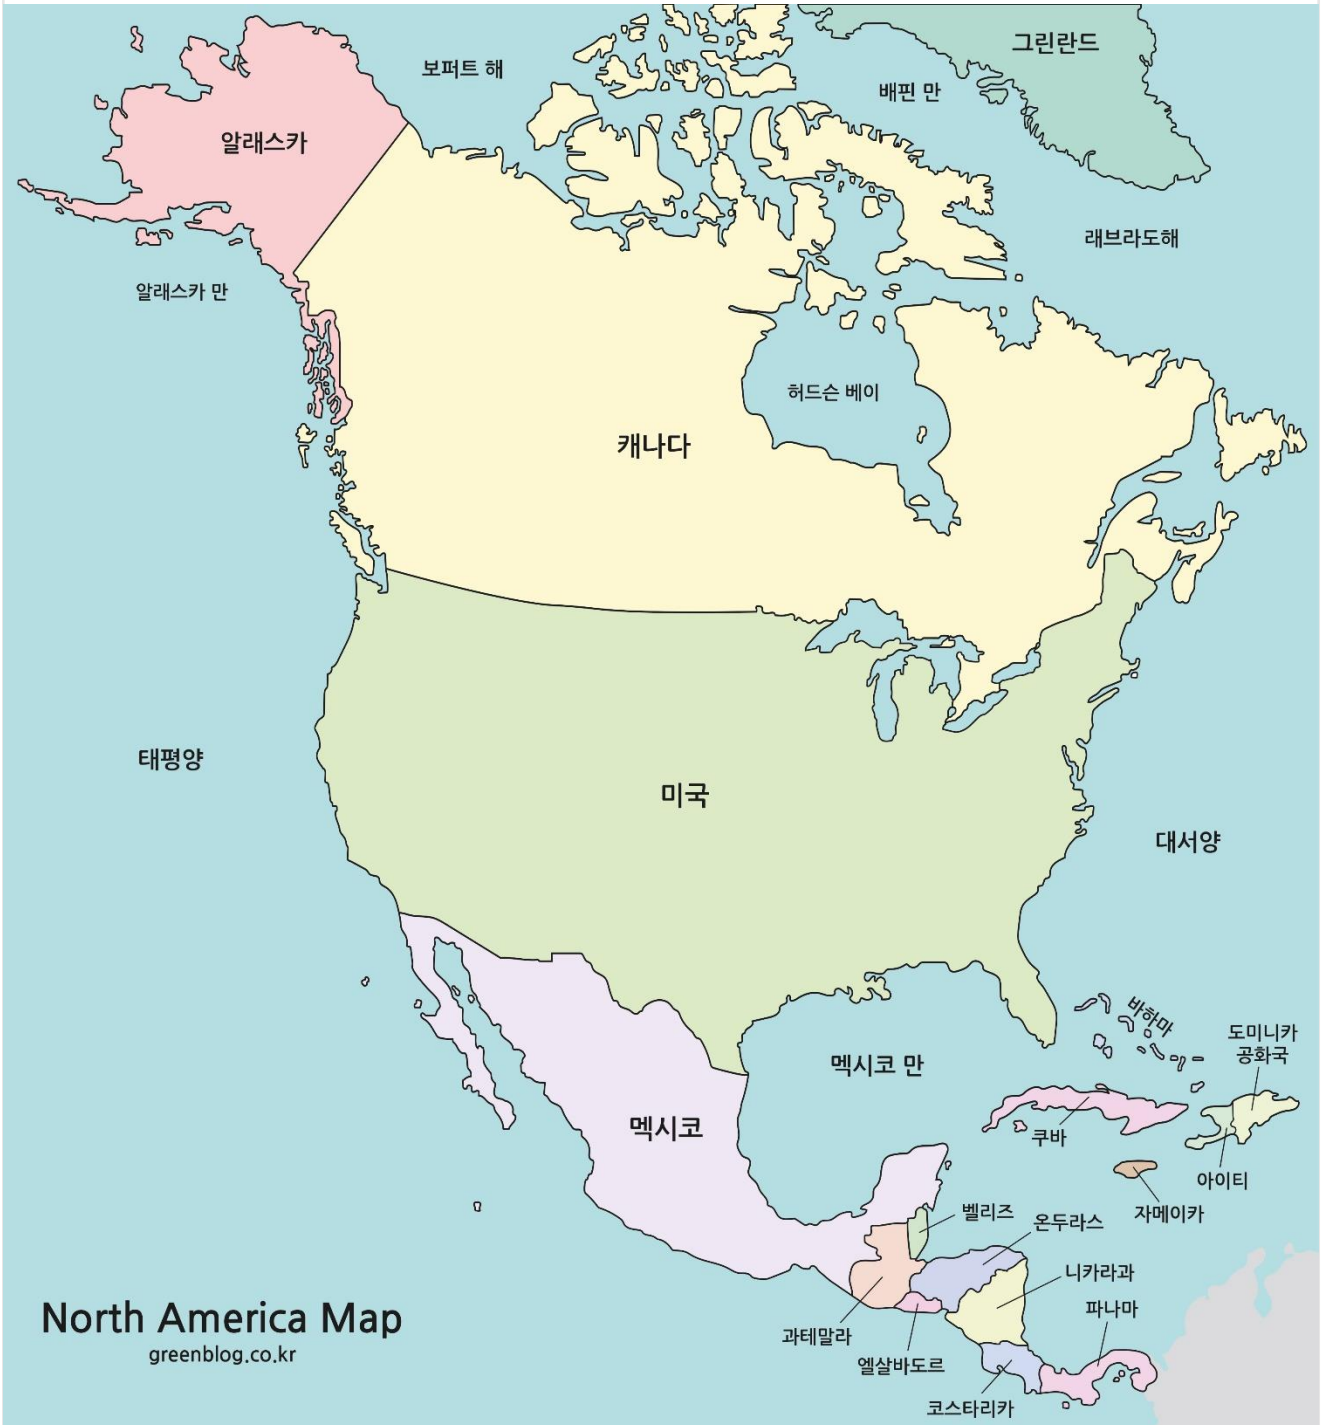 그린란드
보퍼트 해
배핀 만
알래스카
래브라도해
알래스카 만
허드슨 베이
캐나다
태평양
미국
대서양
바하마
도미니카
공화국
멕시코 만
멕시코
쿠바
아이티
자메이카
벨리즈
온두라스
니카라과
파나마
과테말라
엘살바도르
코스타리카
North America Map
greenblog.co.kr